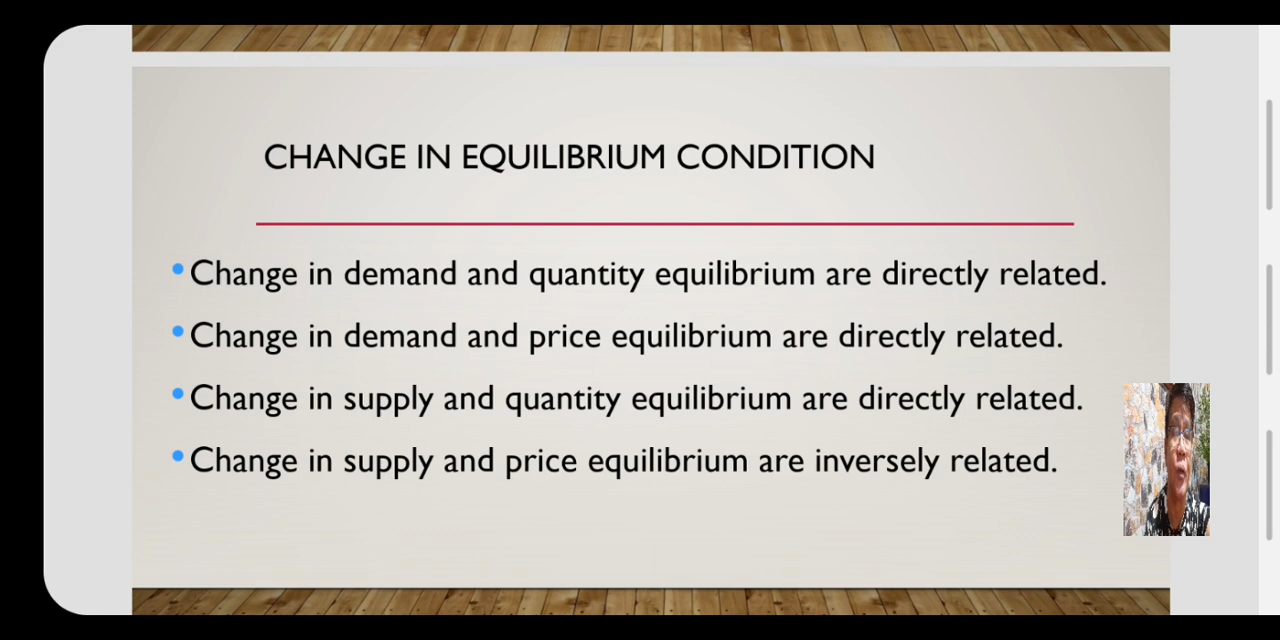 CHANGE IN EQUILIBRIUM CONDITION
• Change in demand and quantity equilibrium are directly related.
• Change in demand and price equilibrium are directly related.
• Change in supply and quantity equilibrium are directly related.
• Change in supply and price equilibrium are inversely related.